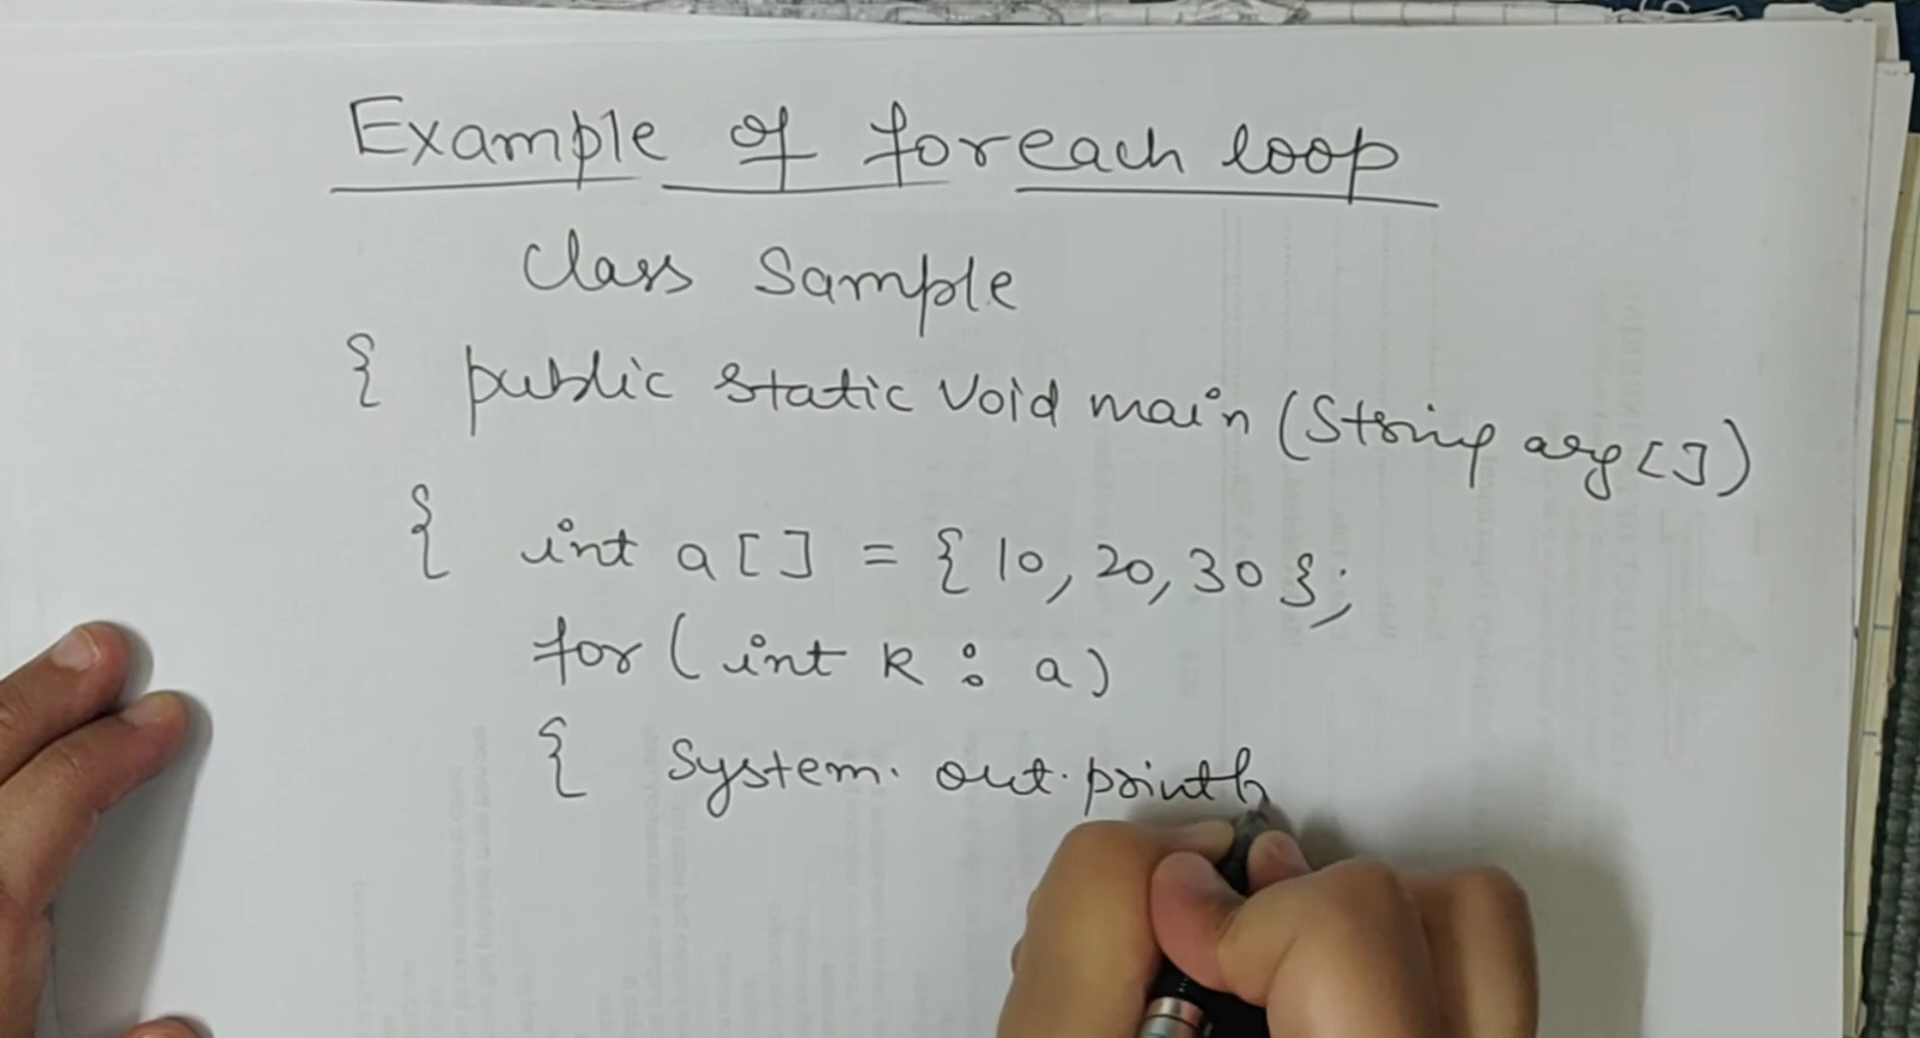 Example of foreach loop
class Sample
{ public static void main (String arg[])
{ int a[] = {10, 20, 30};
for (int k : a)
{ System.out.println